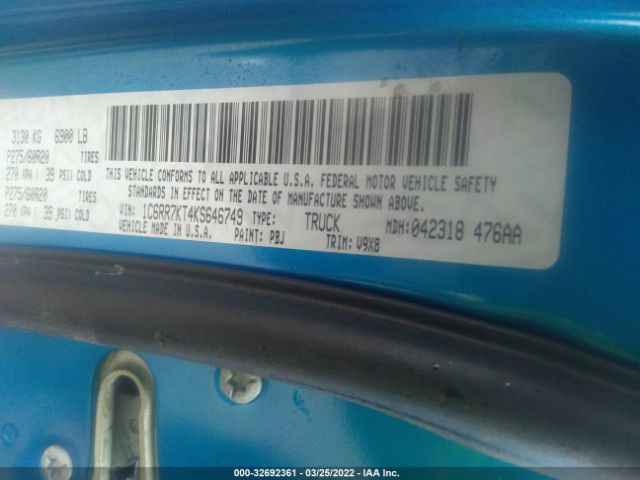 3130 KG 6900 LB
P275/60R20 TIRES
270 KPA ( 39 PSI) COLD
P275/60R20 TIRES
270 KPA ( 39 PSI) COLD
THIS VEHICLE CONFORMS TO ALL APPLICABLE U.S.A. FEDERAL MOTOR VEHICLE SAFETY
STANDARDS IN EFFECT ON THE DATE OF MANUFACTURE SHOWN ABOVE.
VIN: 1C6RR7KT4KS646749 TYPE: TRUCK MDH:042318 476AA
VEHICLE MADE IN U.S.A. PAINT: PBJ TRIM: V9X8
000-32692361 - 03/25/2022 - IAA Inc.